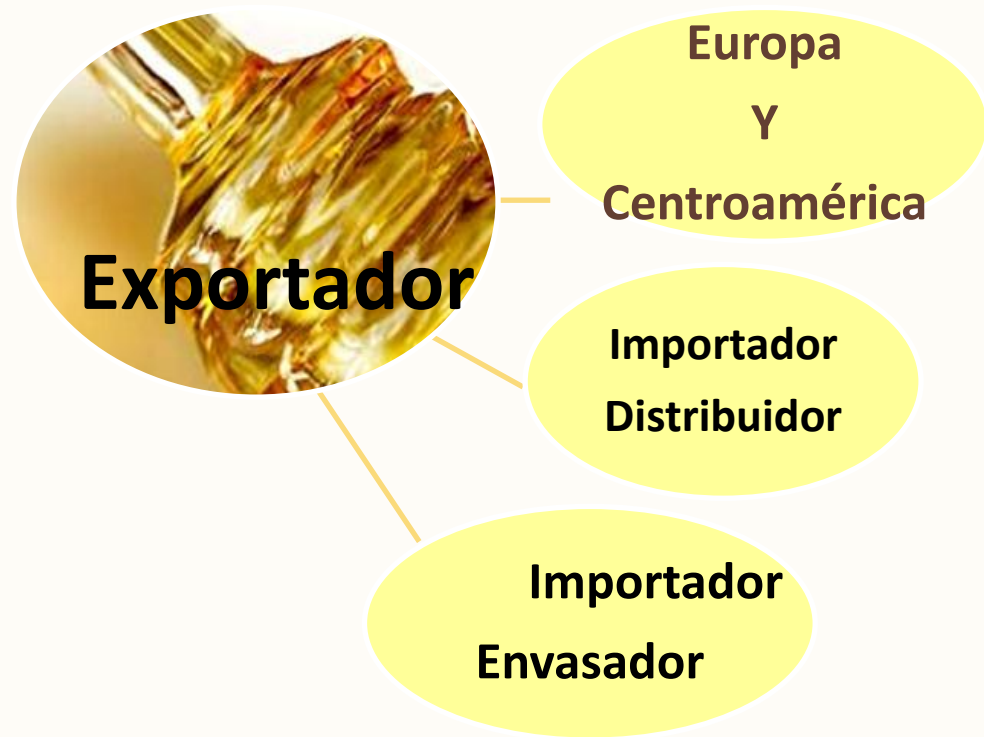 Exportador
Europa
Y
Centroamérica
Importador
Distribuidor
Importador
Envasador